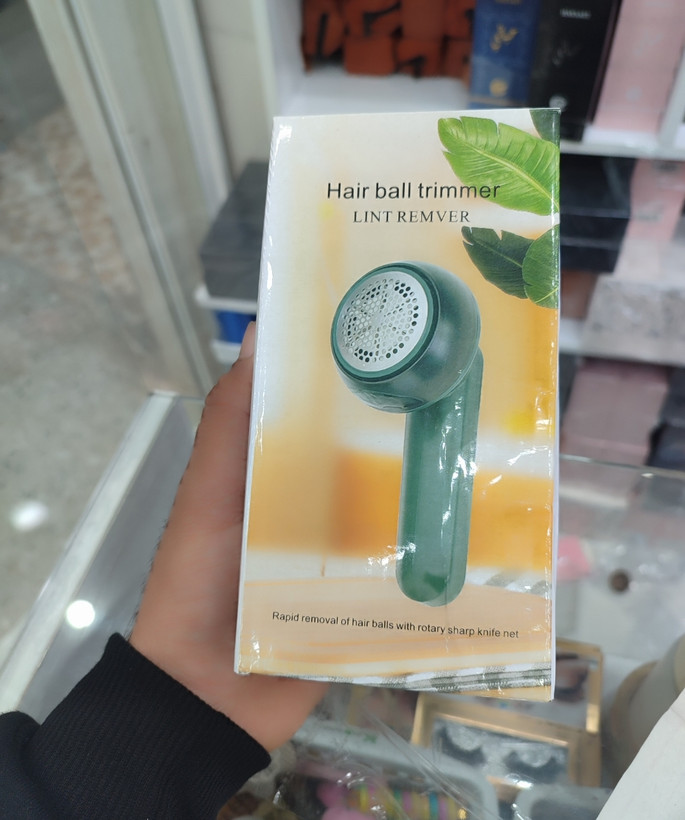 Hair ball trimmer
LINT REMVER
Rapid removal of hair balls with rotary sharp knife net